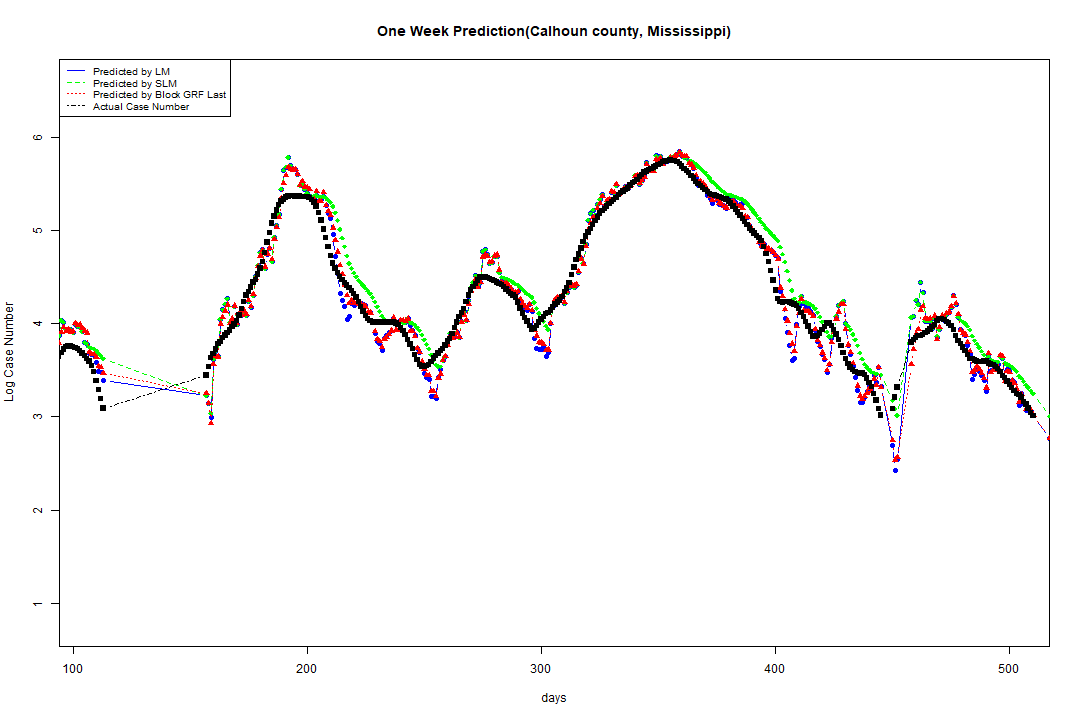 One Week Prediction(Calhoun county, Mississippi)
Predicted by LM
Predicted by SLM
Predicted by Block GRF Last
Actual Case Number
6
5
4
3
2
1
Log Case Number
100 200 300 400 500
days